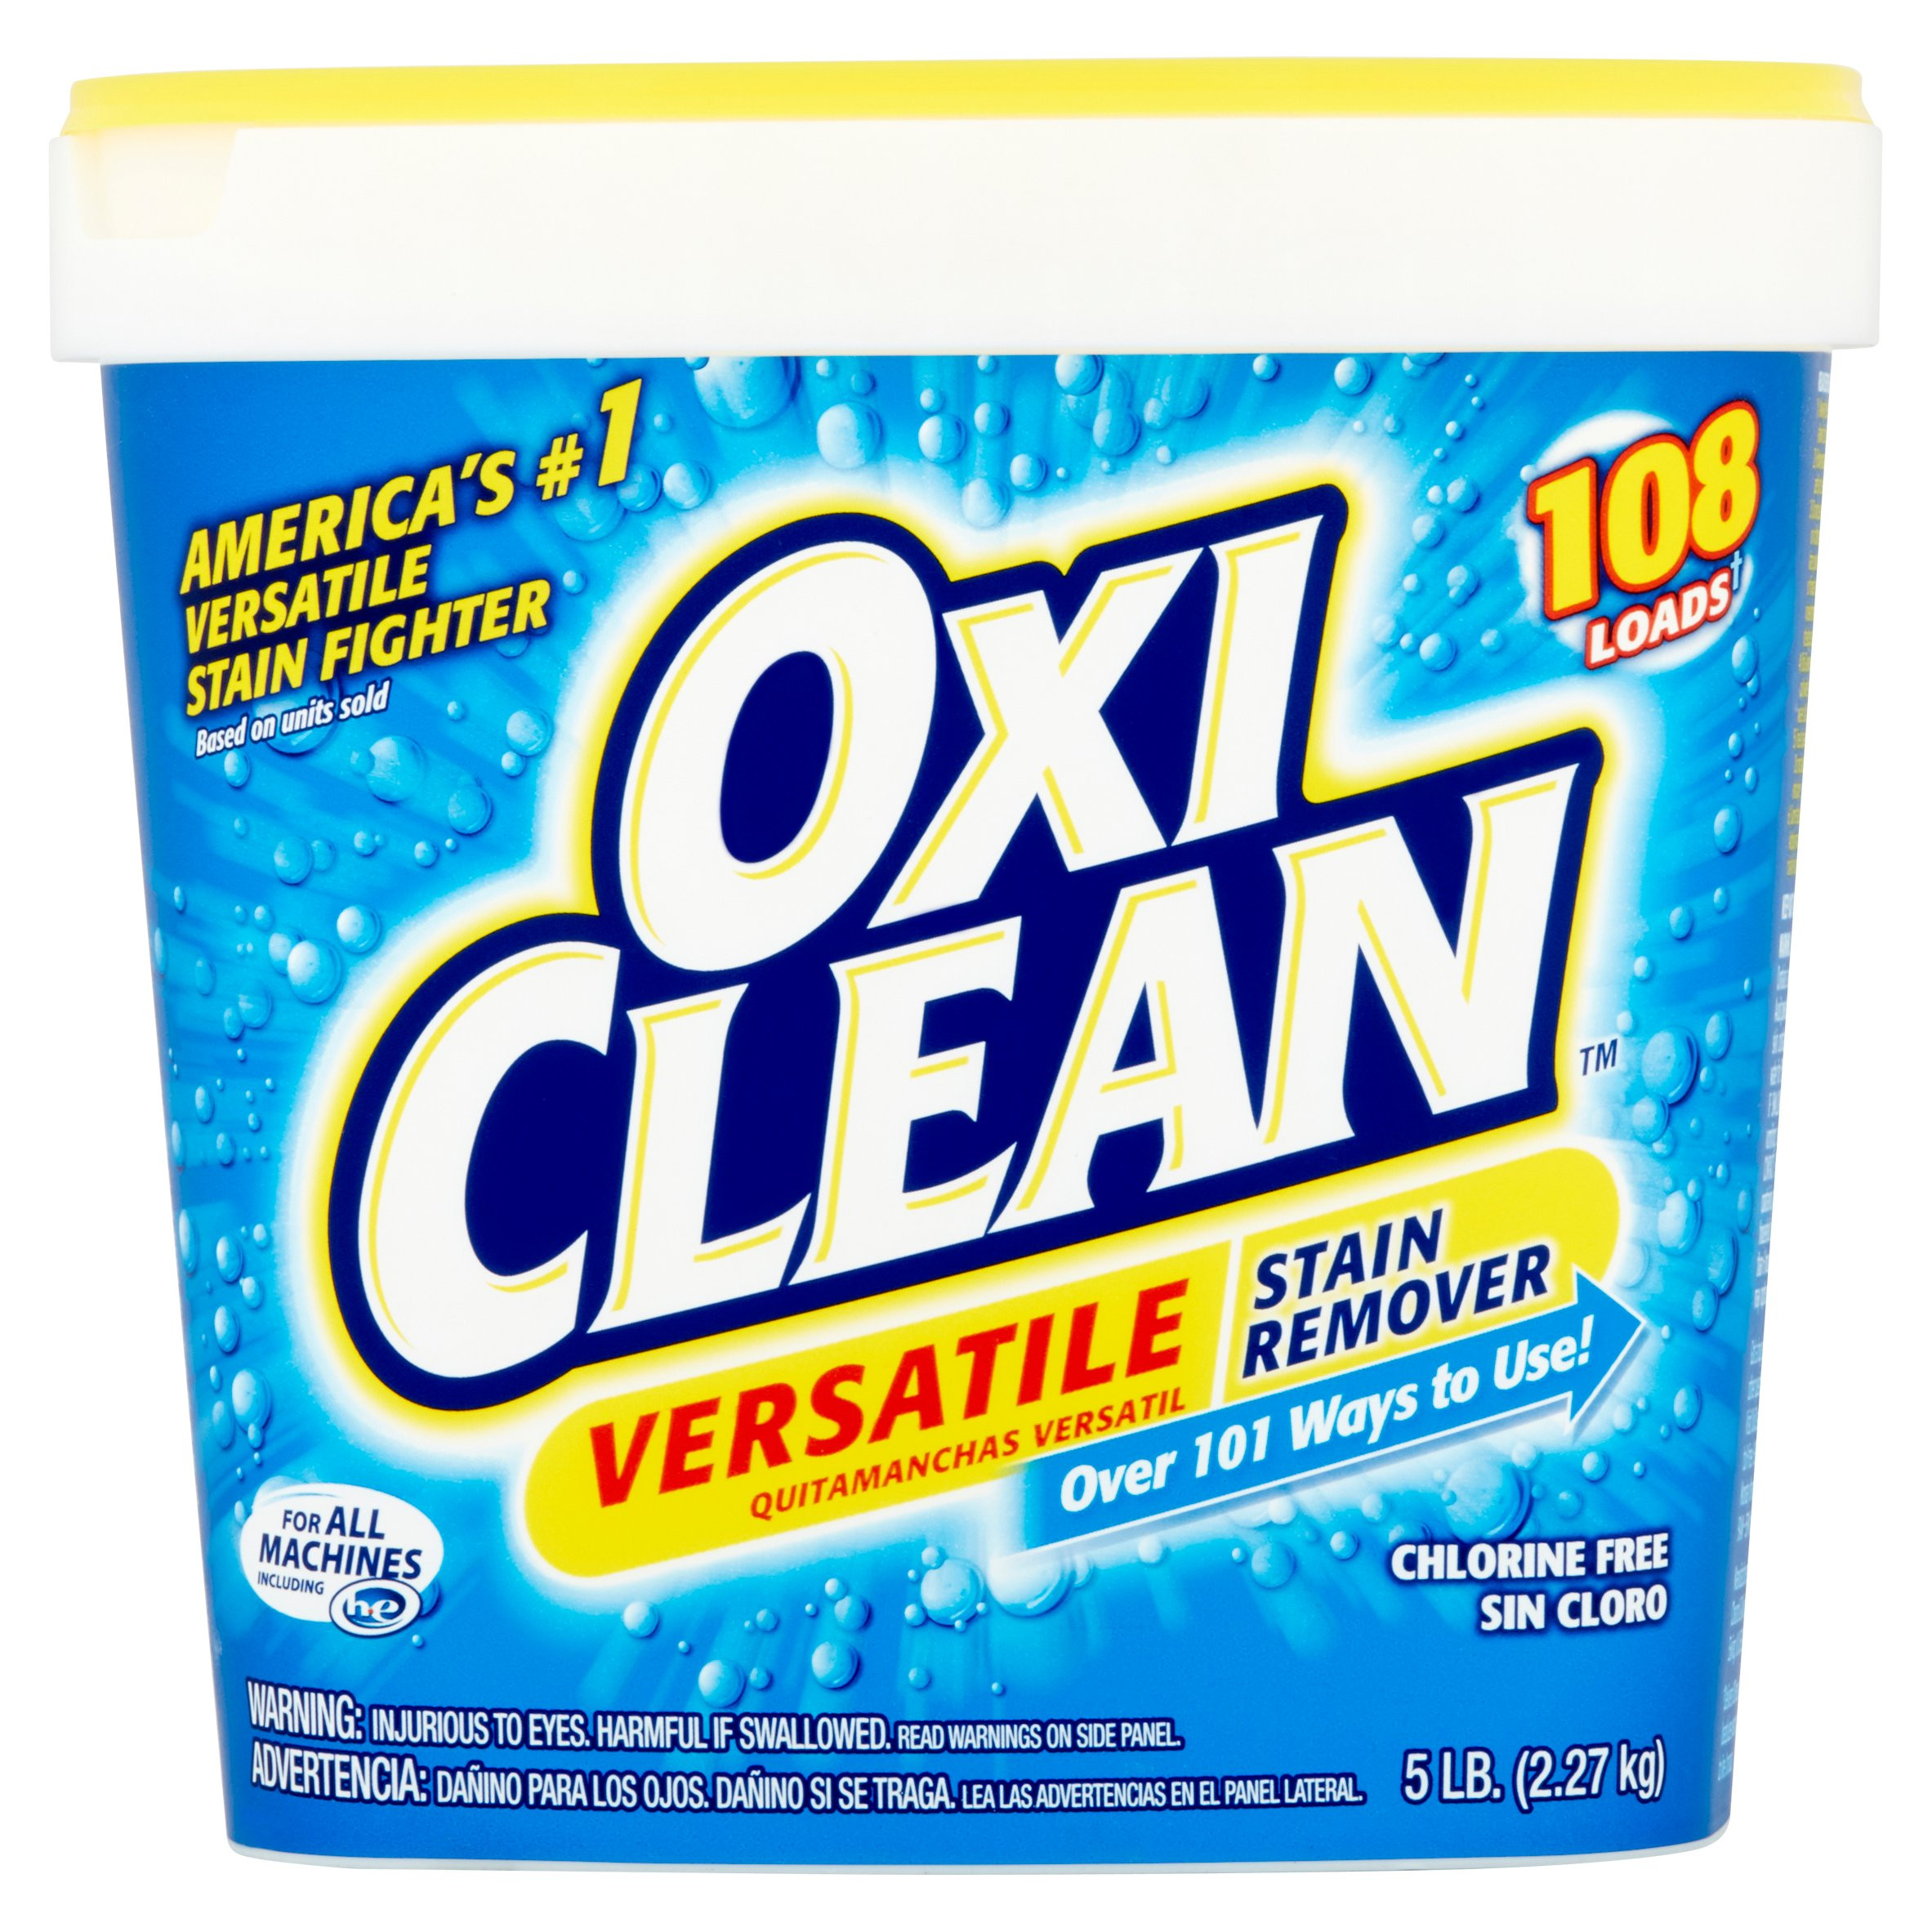 AMERICA'S #1
VERSATILE
STAIN FIGHTER
Based on units sold
108
LOADS†
OXI
CLEAN™
VERSATILE
QUITAMANCHAS VERSATIL
STAIN
REMOVER
Over 101 Ways to Use!
FOR ALL
MACHINES
INCLUDING
he
CHLORINE FREE
SIN CLORO
WARNING: INJURIOUS TO EYES. HARMFUL IF SWALLOWED. READ WARNINGS ON SIDE PANEL.
ADVERTENCIA: DAÑINO PARA LOS OJOS. DAÑINO SI SE TRAGA. LEA LAS ADVERTENCIAS EN EL PANEL LATERAL.
5 LB. (2.27 kg)